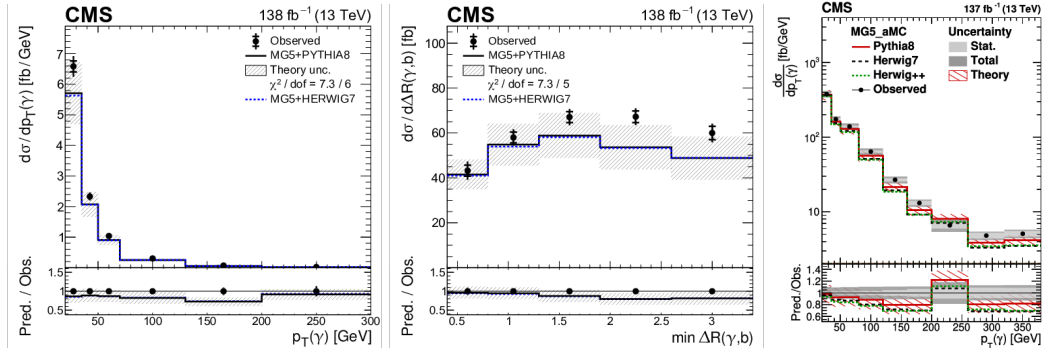 CMS 138 fb⁻¹ (13 TeV)
dσ / dp_T(γ) [fb / GeV]
Observed
MG5+PYTHIA8
Theory unc.
χ² / dof = 7.3 / 6
MG5+HERWIG7
7
6
5
4
3
2
1
Pred. / Obs.
1.5
1
0.5
50 100 150 200 250 300
p_T(γ) [GeV]
CMS 138 fb⁻¹ (13 TeV)
dσ / dΔR(γ,b) [fb]
Observed
MG5+PYTHIA8
Theory unc.
χ² / dof = 7.3 / 5
MG5+HERWIG7
100
80
60
40
20
0
Pred. / Obs.
1.5
1
0.5
0.5 1 1.5 2 2.5 3
min ΔR(γ,b)
CMS 137 fb⁻¹ (13 TeV)
dσ/dp_T(γ) [fb/GeV]
MG5_aMC Uncertainty
Pythia8 Stat.
Herwig7 Total
Herwig++ Theory
Observed
10³
10²
10
Pred./Obs.
1.4
1.2
1.0
0.8
0.6
50 100 150 200 250 300 350
p_T(γ) [GeV]